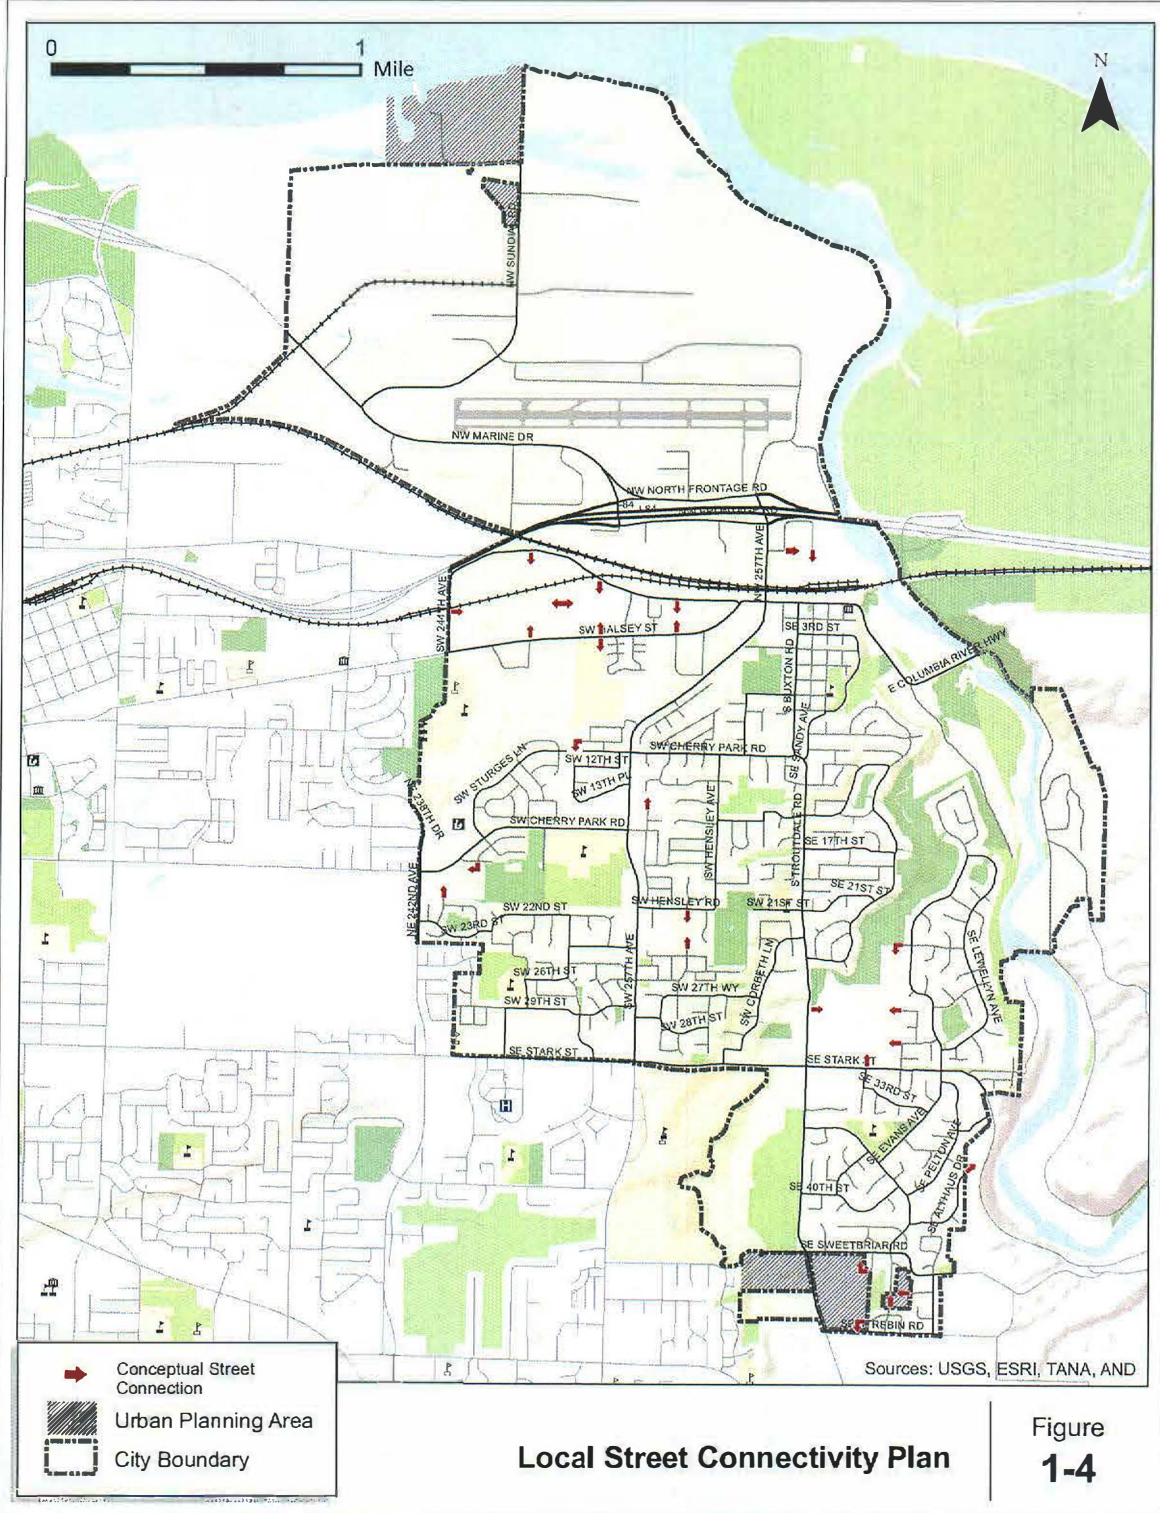 0 1
Mile
N
NW SUNDIAL RD
NW MARINE DR
NW NORTH FRONTAGE RD
I-84
I-84
NW 257TH AVE
SW 244TH AVE
SW HALSEY ST
SE 3RD ST
S BUXTON RD
E COLUMBIA RIVER HWY
SE SANDY AVE
SW CHERRY PARK RD
SW 12TH ST
SW STURGES LN
SW 13TH PL
NE 238TH DR
SW CHERRY PARK RD
SW HENSLEY AVE
S TROUTDALE RD
SE 17TH ST
SE 21ST ST
NE 242ND AVE
SW 22ND ST
SW HENSLEY RD
SW 21ST ST
SW 23RD ST
SW 257TH AVE
SW 26TH ST
SW CORBETH LN
SE LEWELLYN AVE
SW 27TH WY
SW 29TH ST
SW 28TH ST
SE STARK ST
SE STARK ST
SE 33RD ST
H
SE EVANS AVE
SE PELTON AVE
SE 40TH ST
SE ALTHAUS DR
SE SWEETBRIAR RD
STREBIN RD
Sources: USGS, ESRI, TANA, AND
Conceptual Street
Connection
Urban Planning Area
City Boundary
Local Street Connectivity Plan
Figure
1-4